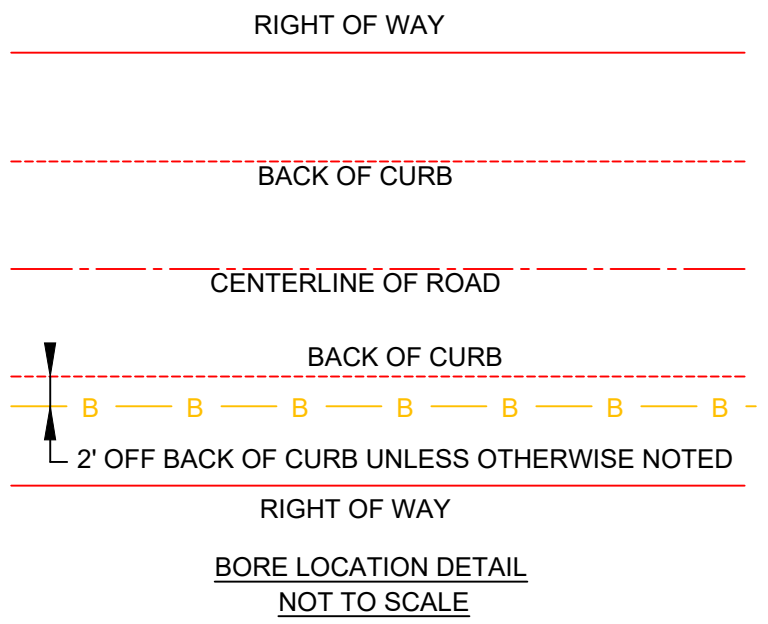 RIGHT OF WAY
BACK OF CURB
CENTERLINE OF ROAD
BACK OF CURB
B B B B B B B
2' OFF BACK OF CURB UNLESS OTHERWISE NOTED
RIGHT OF WAY
BORE LOCATION DETAIL
NOT TO SCALE